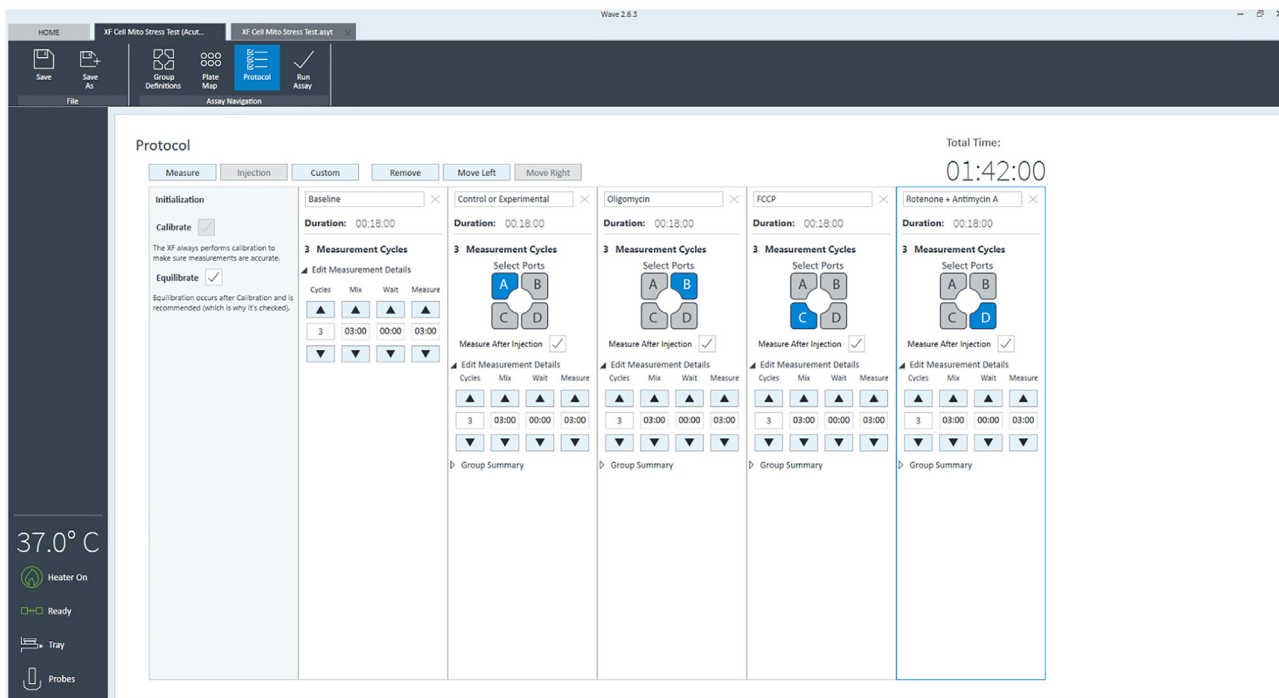 Wave 2.6.3
HOME
XF Cell Mito Stress Test (Acut...
XF Cell Mito Stress Test.asyt
Save
Save As
Group Definitions
Plate Map
Protocol
Run Assay
File
Assay Navigation
Protocol
Total Time:
01:42:00
Measure Injection Custom Remove Move Left Move Right
Initialization
Calibrate
The XF always performs calibration to
make sure measurements are accurate.
Equilibrate
Equilibration occurs after Calibration and is
recommended (which is why it's checked).
Baseline
Duration: 00:18:00
3 Measurement Cycles
Edit Measurement Details
Cycles Mix Wait Measure
3 03:00 00:00 03:00
Control or Experimental
Duration: 00:18:00
3 Measurement Cycles
Select Ports
A B
C D
Measure After Injection
Edit Measurement Details
Cycles Mix Wait Measure
3 03:00 00:00 03:00
Group Summary
Oligomycin
Duration: 00:18:00
3 Measurement Cycles
Select Ports
A B
C D
Measure After Injection
Edit Measurement Details
Cycles Mix Wait Measure
3 03:00 00:00 03:00
Group Summary
FCCP
Duration: 00:18:00
3 Measurement Cycles
Select Ports
A B
C D
Measure After Injection
Edit Measurement Details
Cycles Mix Wait Measure
3 03:00 00:00 03:00
Group Summary
Rotenone + Antimycin A
Duration: 00:18:00
3 Measurement Cycles
Select Ports
A B
C D
Measure After Injection
Edit Measurement Details
Cycles Mix Wait Measure
3 03:00 00:00 03:00
Group Summary
37.0° C
Heater On
Ready
Tray
Probes